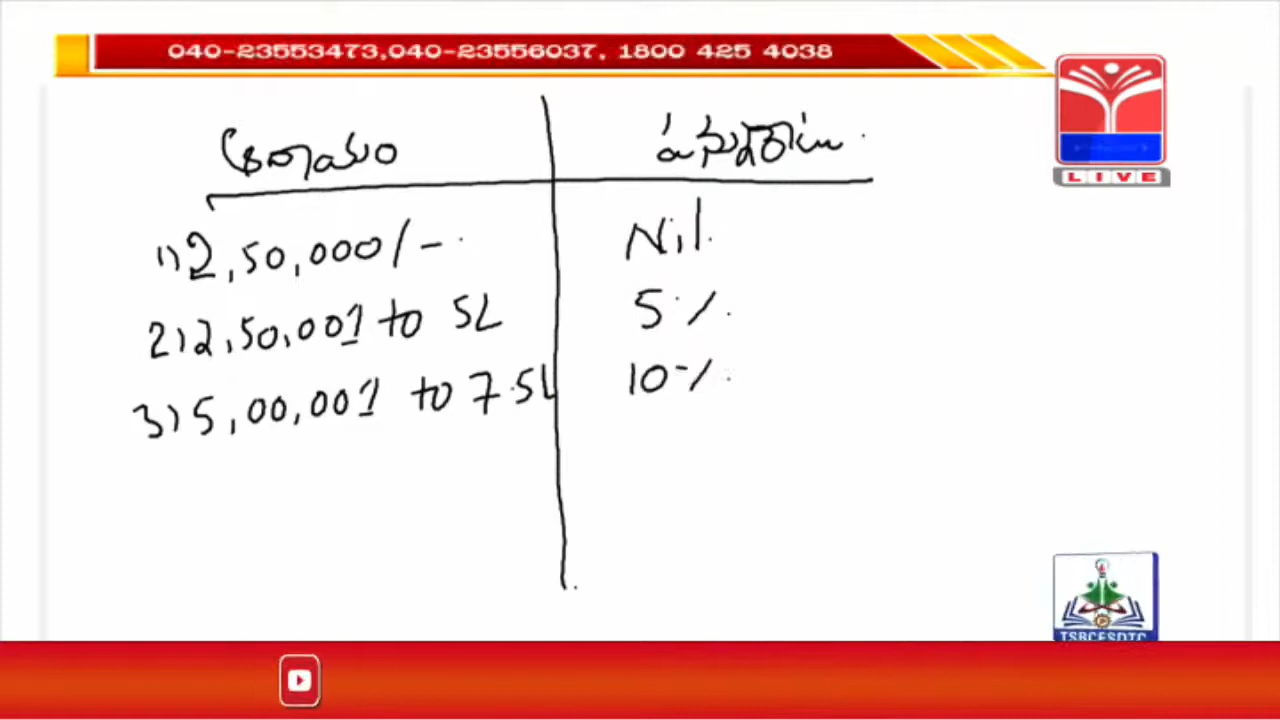 040-23553473,040-23556037, 1800 425 4038
LIVE
ఆదాయం
1) 2,50,000/- Nil.
2) 2,50,001 to 5L 5%.
3) 5,00,001 to 7.5L 10%.
TSBCESDTC